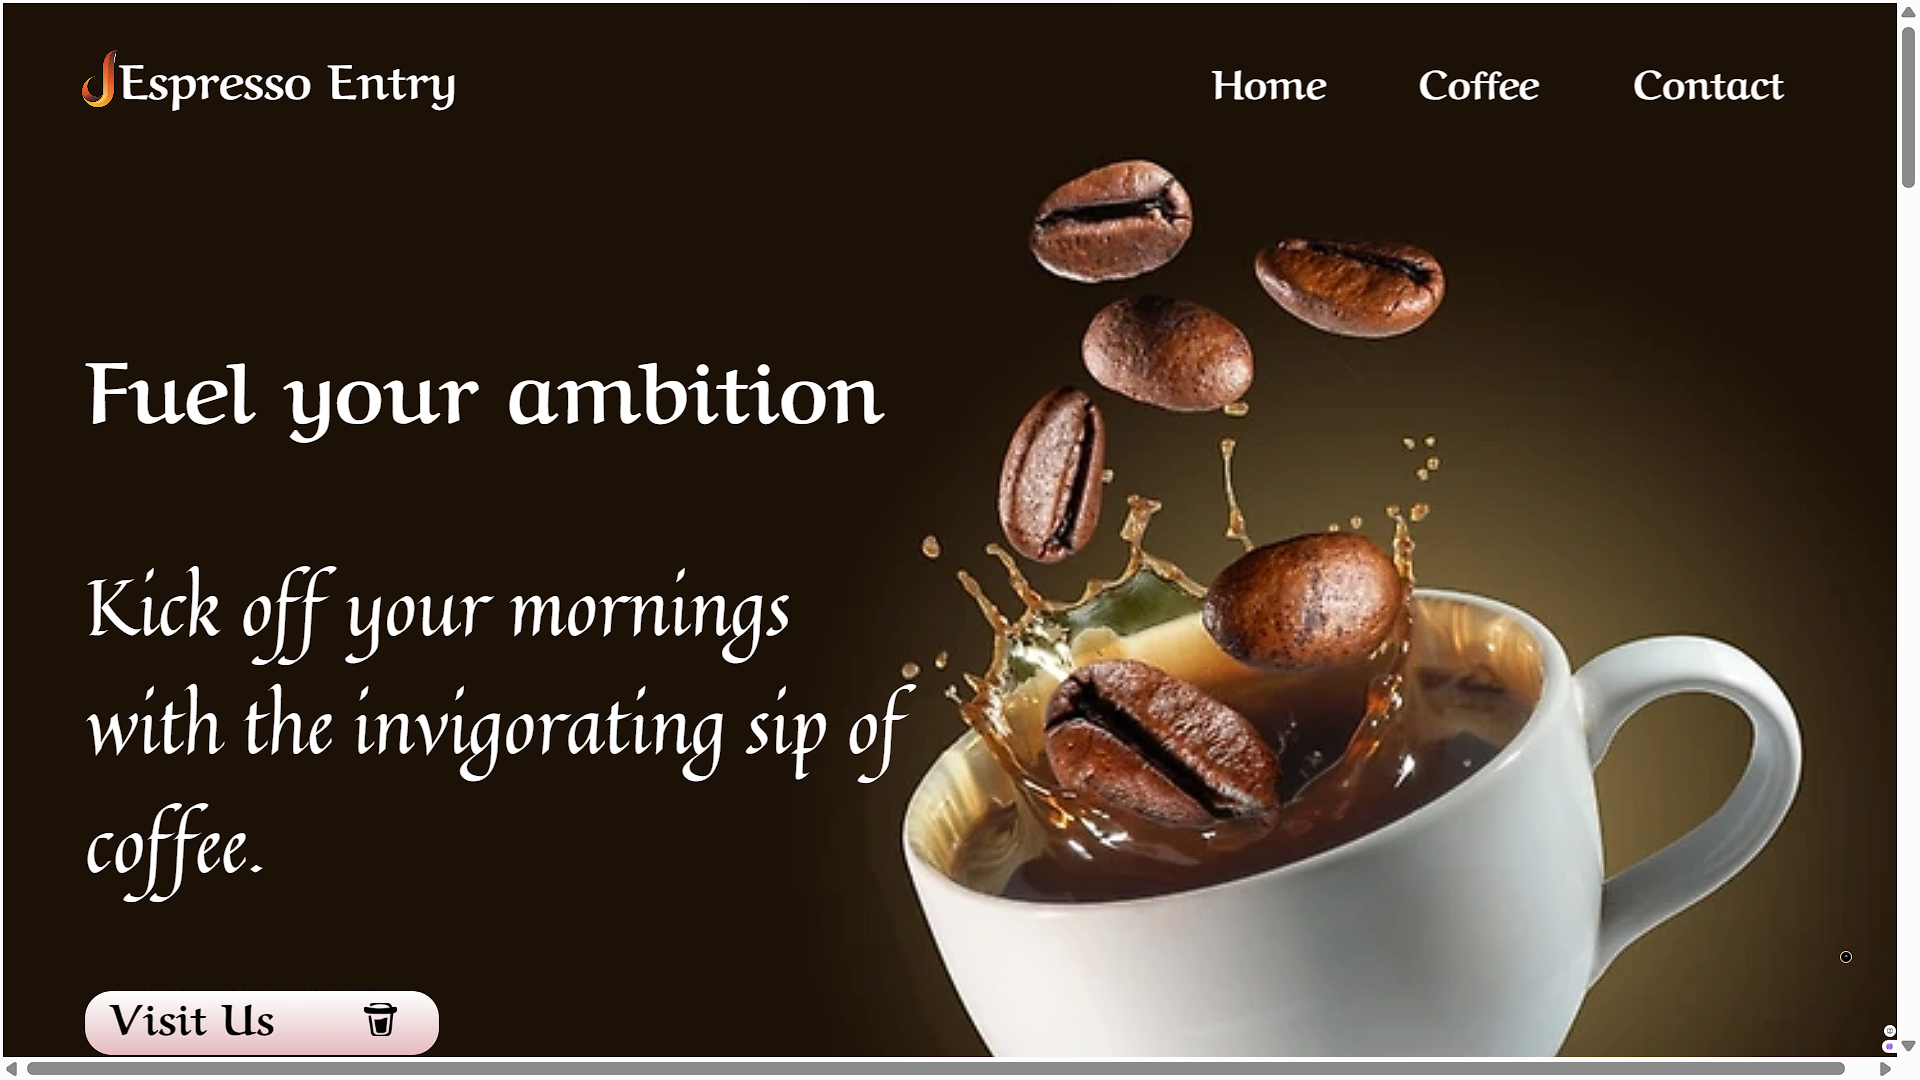 Espresso Entry
Home
Coffee
Contact
Fuel your ambition
Kick off your mornings
with the invigorating sip of
coffee.
Visit Us